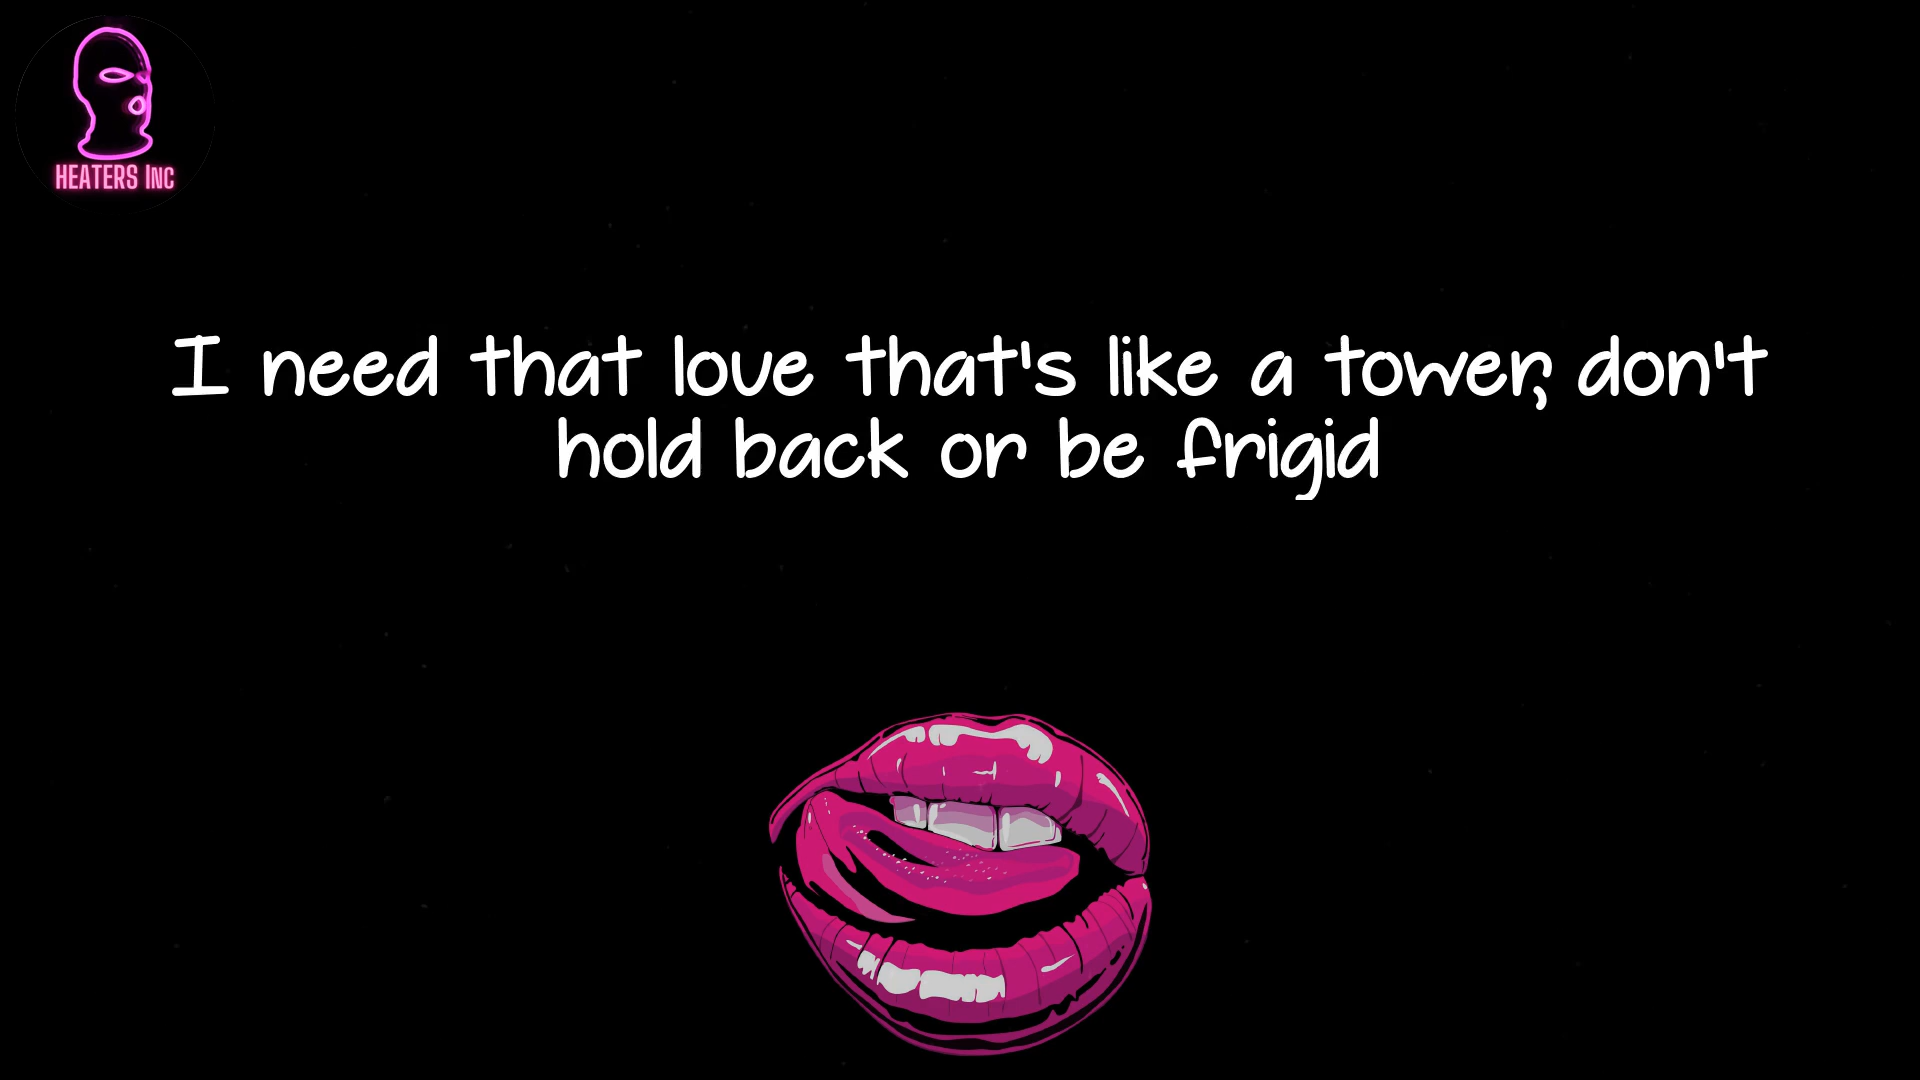 HEATERS INC
I need that love that's like a tower, don't
hold back or be frigid